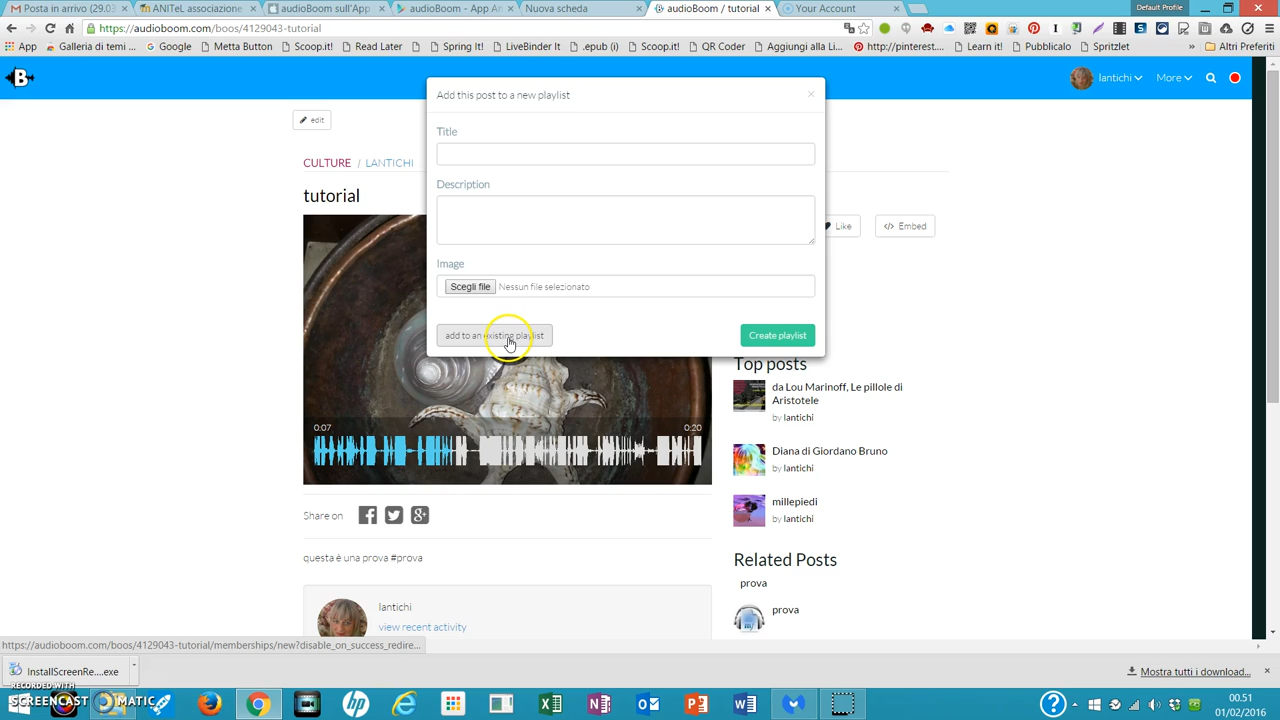 Posta in arrivo (29.03
ANITeL associazione
audioBoom sull'App
audioBoom - App An
Nuova scheda
audioBoom / tutorial
Your Account
Default Profile
https://audioboom.com/boos/4129043-tutorial
App
Galleria di temi ...
Google
Metta Button
Scoop.it!
Read Later
Spring It!
LiveBinder It
.epub (i)
Scoop.it!
QR Coder
Aggiungi alla Li...
http://pinterest.
Learn it!
Pubblicalo
Spritzlet
»
Altri Preferiti
B
lantichi
More
edit
Add this post to a new playlist
×
Title
Description
Image
Scegli file Nessun file selezionato
add to an existing playlist
Create playlist
CULTURE / LANTICHI
tutorial
Like
</> Embed
0:07
0:20
Share on
questa è una prova #prova
lantichi
view recent activity
Top posts
da Lou Marinoff, Le pillole di
Aristotele
by lantichi
Diana di Giordano Bruno
by lantichi
millepiedi
by lantichi
Related Posts
prova
prova
https://audioboom.com/boos/4129043-tutorial/memberships/new?disable_on_success_redire...
InstallScreenRe....exe
Mostra tutti i download...
RECORDED WITH
SCREENCAST MATIC
00.51
01/02/2016